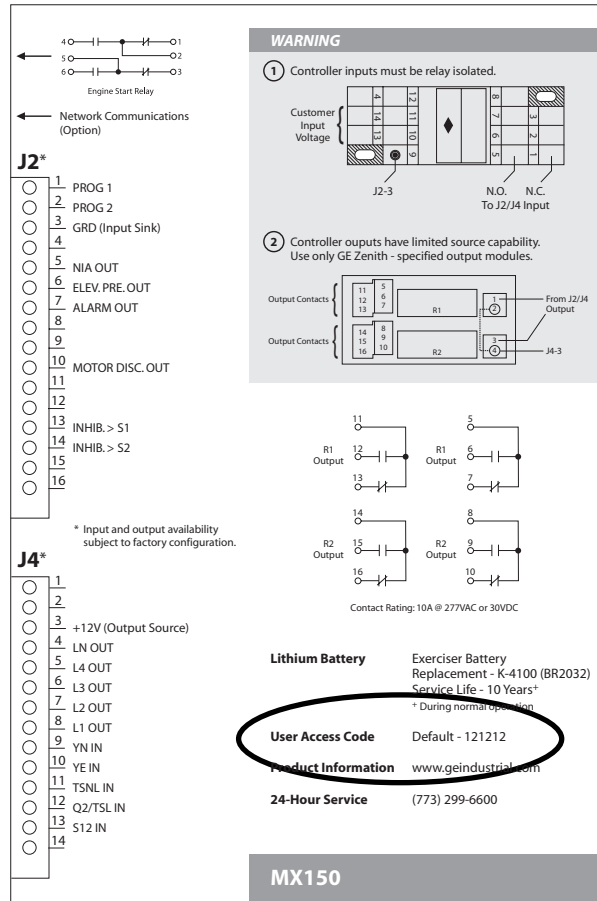 4 1
5 2
6 3
Engine Start Relay
Network Communications
(Option)
J2*
1 PROG 1
2 PROG 2
3 GRD (Input Sink)
4
5 NIA OUT
6 ELEV. PRE. OUT
7 ALARM OUT
8
9
10 MOTOR DISC. OUT
11
12
13 INHIB. > S1
14 INHIB. > S2
15
16
* Input and output availability
subject to factory configuration.
J4*
1
2
3 +12V (Output Source)
4 LN OUT
5 L4 OUT
6 L3 OUT
7 L2 OUT
8 L1 OUT
9 YN IN
10 YE IN
11 TSNL IN
12 Q2/TSL IN
13 S12 IN
14
WARNING
1 Controller inputs must be relay isolated.
Customer
Input
Voltage
4 12 8
14 11 7 3
13 10 6 2
9 5 1
J2-3 N.O. N.C.
To J2/J4 Input
2 Controller ouputs have limited source capability.
Use only GE Zenith - specified output modules.
Output Contacts
11 5
12 6
13 7
R1
1
2
From J2/J4
Output
Output Contacts
14 8
15 9
16 10
R2
3
4
J4-3
11 5
R1
Output
12
R1
Output
6
13 7
14 8
R2
Output
15
R2
Output
9
16 10
Contact Rating: 10A @ 277VAC or 30VDC
Lithium Battery Exerciser Battery
Replacement - K-4100 (BR2032)
Service Life - 10 Years+
+ During normal operation
User Access Code Default - 121212
Product Information www.geindustrial.com
24-Hour Service (773) 299-6600
MX150